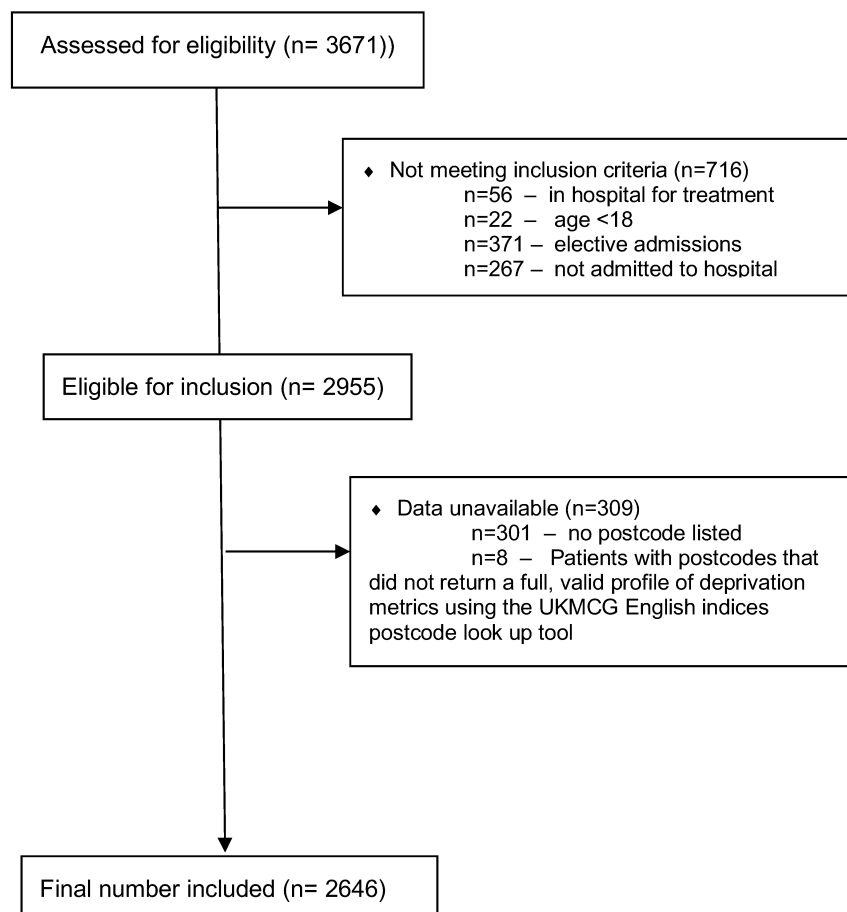 Assessed for eligibility (n= 3671))
♦ Not meeting inclusion criteria (n=716)
n=56 – in hospital for treatment
n=22 – age <18
n=371 – elective admissions
n=267 – not admitted to hospital
Eligible for inclusion (n= 2955)
♦ Data unavailable (n=309)
n=301 – no postcode listed
n=8 – Patients with postcodes that
did not return a full, valid profile of deprivation
metrics using the UKMCG English indices
postcode look up tool
Final number included (n= 2646)